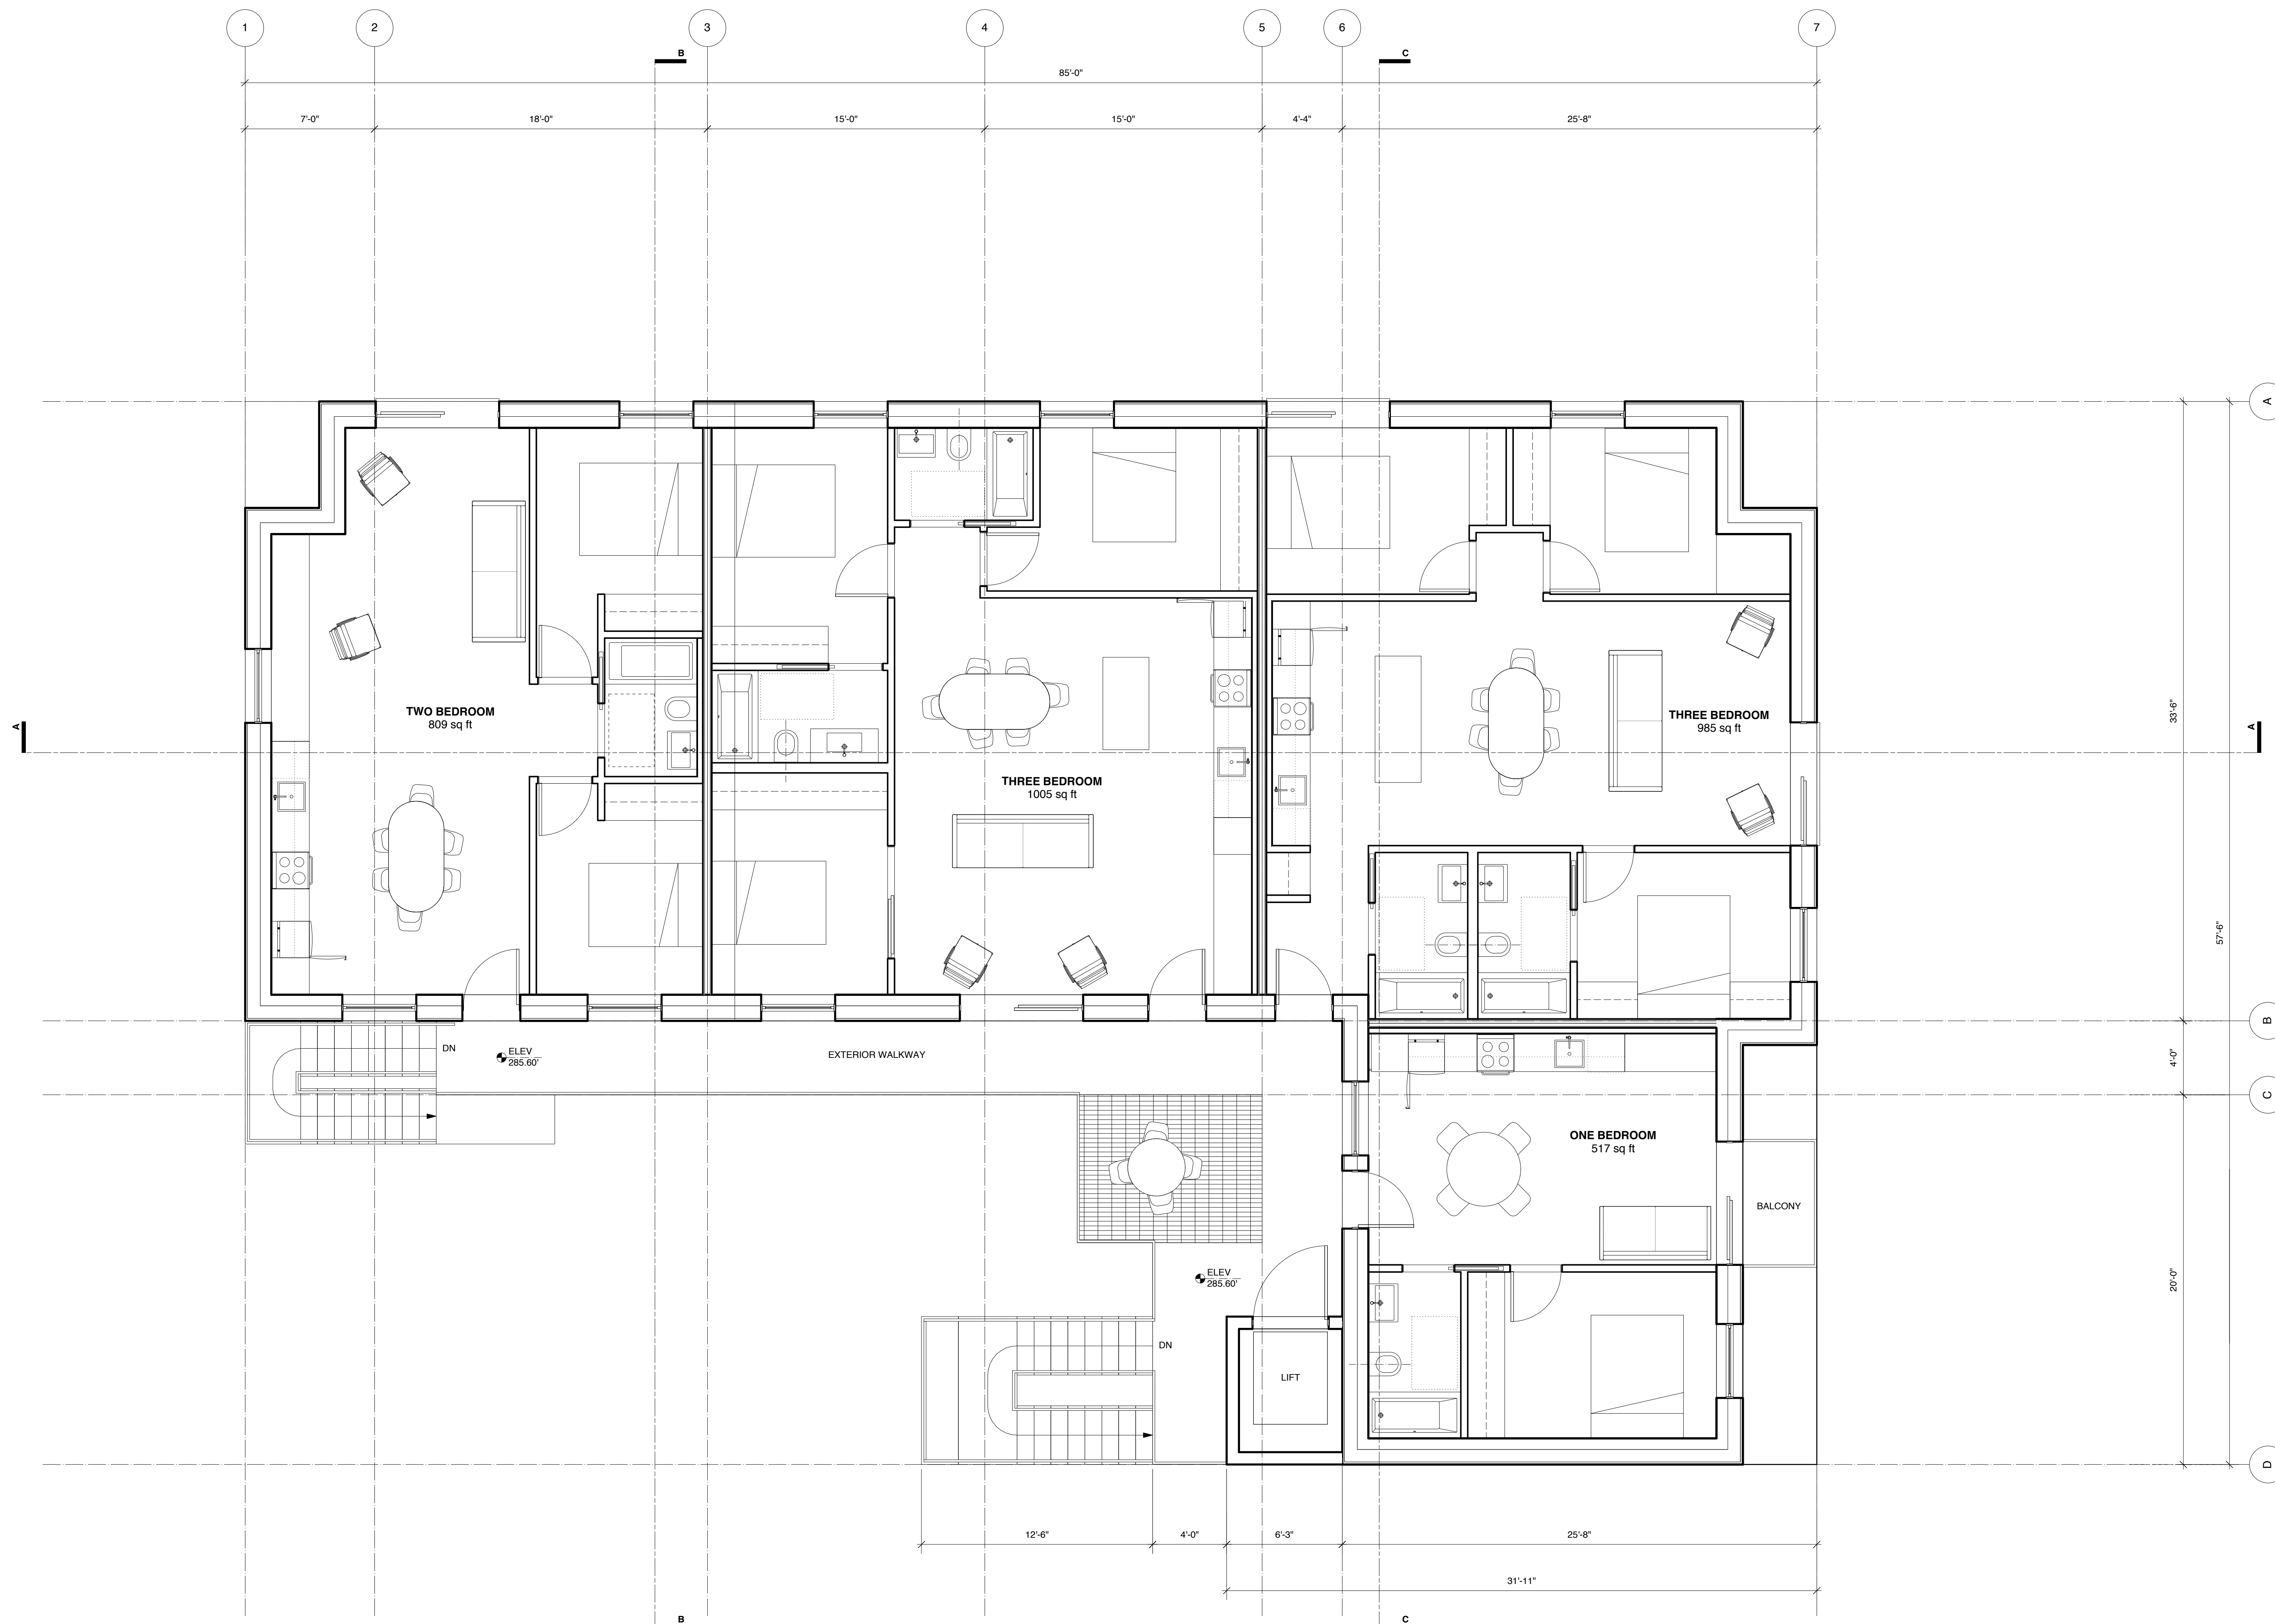 1
2
3
4
5
6
7
B
C
85'-0"
7'-0"
18'-0"
15'-0"
15'-0"
4'-4"
25'-8"
A
TWO BEDROOM
809 sq ft
THREE BEDROOM
1005 sq ft
THREE BEDROOM
985 sq ft
33'-6"
A
A
57'-6"
B
DN
ELEV
285.60'
EXTERIOR WALKWAY
4'-0"
C
ONE BEDROOM
517 sq ft
BALCONY
ELEV
285.60'
20'-0"
DN
LIFT
D
12'-6"
4'-0"
6'-3"
25'-8"
31'-11"
B
C